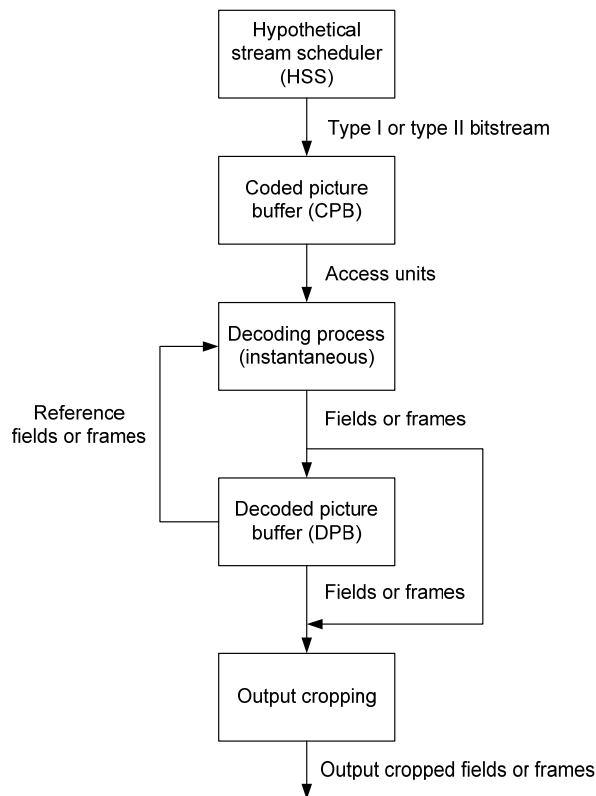 Hypothetical
stream scheduler
(HSS)
Type I or type II bitstream
Coded picture
buffer (CPB)
Access units
Decoding process
(instantaneous)
Reference
fields or frames
Fields or frames
Decoded picture
buffer (DPB)
Fields or frames
Output cropping
Output cropped fields or frames